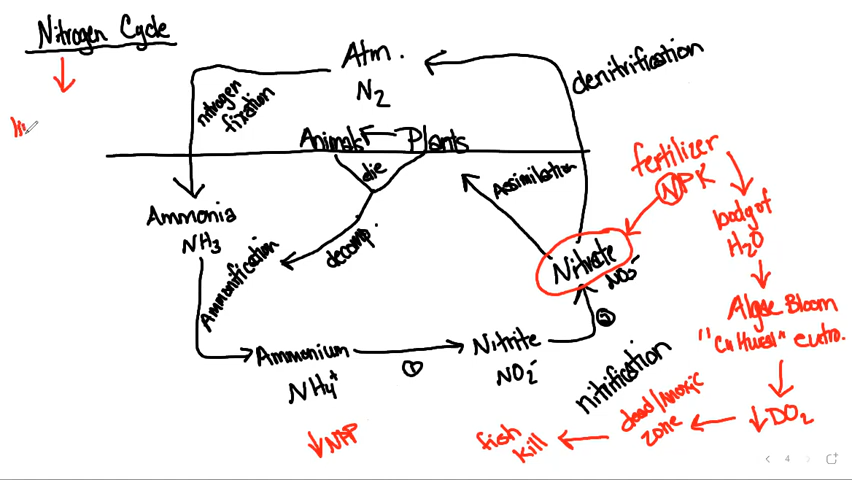 Nitrogen Cycle
Atm.
N2
nitrogen
fixation
denitrification
Animals
Plants
die
Assimilation
fertilizer
NPK
body of
H2O
Ammonia
NH3
decomp.
Ammonification
Nitrate
NO3-
Algae Bloom
"Cultural" eutro.
Ammonium
NH4+
1
Nitrite
NO2-
2
nitrification
↓DO2
dead/anoxic
zone
fish
kill
↓NPP
4